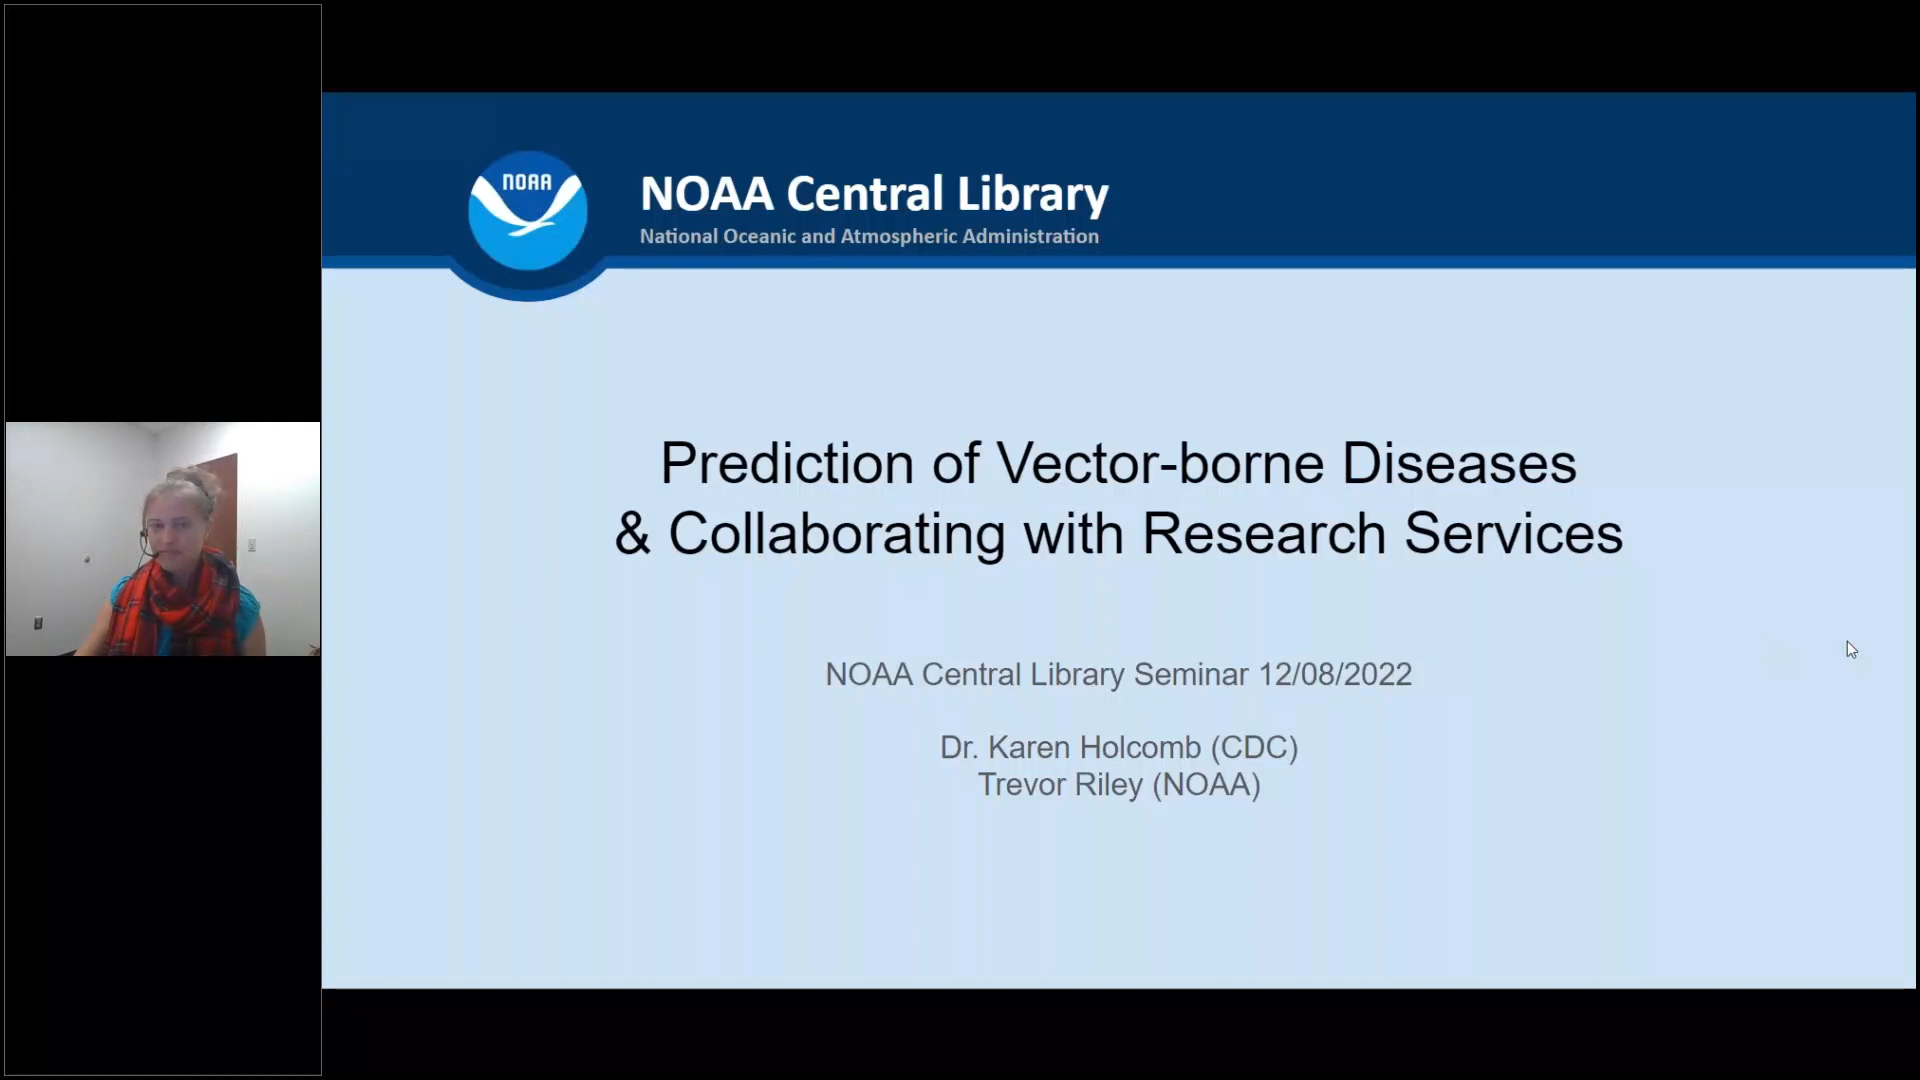 NOAA
NOAA Central Library
National Oceanic and Atmospheric Administration
Prediction of Vector-borne Diseases
& Collaborating with Research Services
NOAA Central Library Seminar 12/08/2022
Dr. Karen Holcomb (CDC)
Trevor Riley (NOAA)